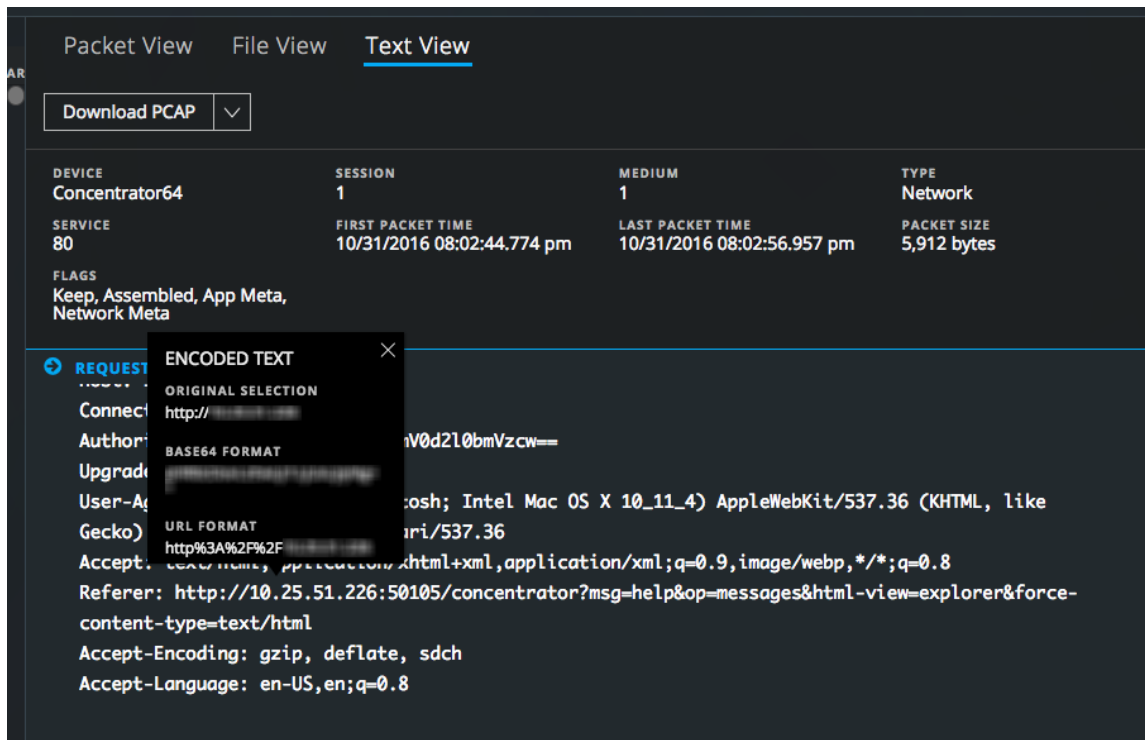 Packet View File View Text View
AR
Download PCAP
DEVICE SESSION MEDIUM TYPE
Concentrator64 1 1 Network
SERVICE FIRST PACKET TIME LAST PACKET TIME PACKET SIZE
80 10/31/2016 08:02:44.774 pm 10/31/2016 08:02:56.957 pm 5,912 bytes
FLAGS
Keep, Assembled, App Meta,
Network Meta
REQUEST
ENCODED TEXT
ORIGINAL SELECTION
http://
BASE64 FORMAT
URL FORMAT
http%3A%2F%2F
Connect
Authori nV0d2l0bmVzcw==
Upgrade
User-Ag tosh; Intel Mac OS X 10_11_4) AppleWebKit/537.36 (KHTML, like
Gecko) ari/537.36
Accept: text/html, application/xhtml+xml,application/xml;q=0.9,image/webp,*/*;q=0.8
Referer: http://10.25.51.226:50105/concentrator?msg=help&op=messages&html-view=explorer&force-
content-type=text/html
Accept-Encoding: gzip, deflate, sdch
Accept-Language: en-US,en;q=0.8